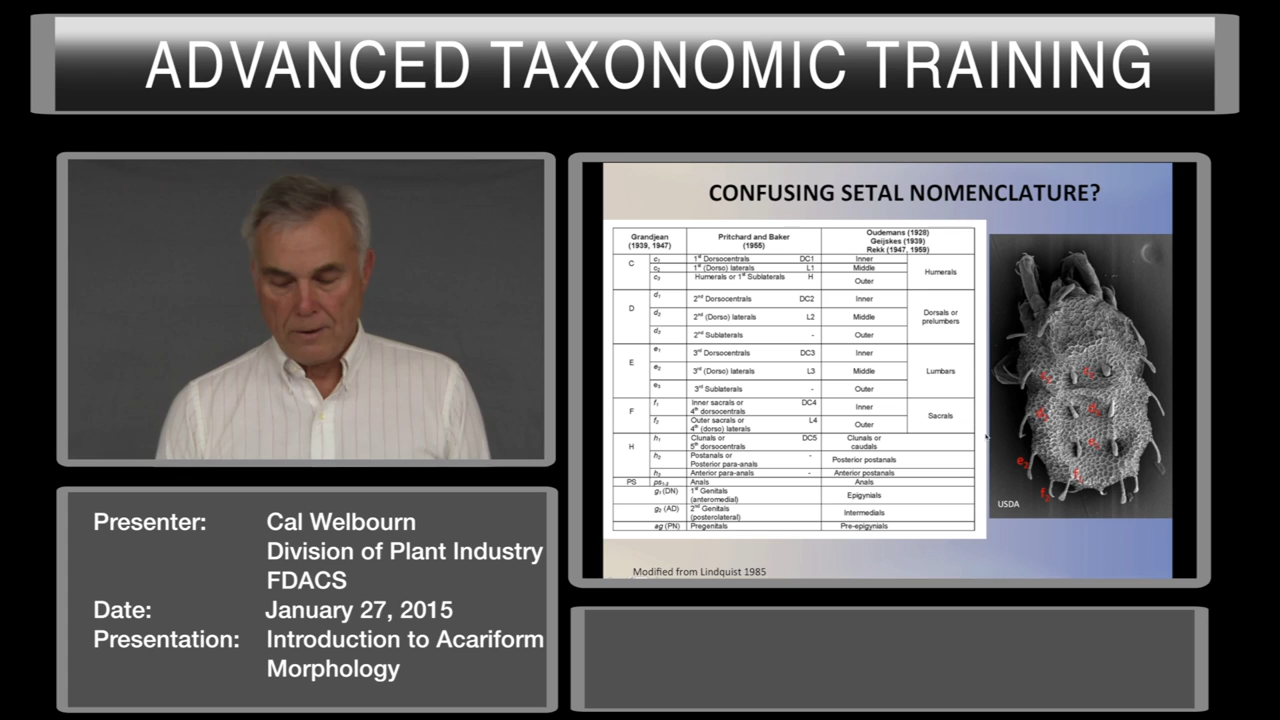 ADVANCED TAXONOMIC TRAINING
Presenter: Cal Welbourn
Division of Plant Industry
FDACS
Date: January 27, 2015
Presentation: Introduction to Acariform
Morphology
CONFUSING SETAL NOMENCLATURE?
Grandjean (1939, 1947) Pritchard and Baker (1955) Oudemans (1928) Geijskes (1939) Rekk (1947, 1959)
C c1 1st Dorsocentrals DC1 Inner Humerals
c2 1st (Dorso) laterals L1 Middle
c3 Humerals or 1st Sublaterals H Outer
D d1 2nd Dorsocentrals DC2 Inner Dorsals or prelumbers
d2 2nd (Dorso) laterals L2 Middle
d3 2nd Sublaterals - Outer
E e1 3rd Dorsocentrals DC3 Inner Lumbars
e2 3rd (Dorso) laterals L3 Middle
e3 3rd Sublaterals - Outer
F f1 Inner sacrals or 4th dorsocentrals DC4 Inner Sacrals
f2 Outer sacrals or 4th (dorso) laterals L4 Outer
H h1 Clunals or 5th dorsocentrals DC5 Clunals or caudals
h2 Postanals or Posterior para-anals - Posterior postanals
h3 Anterior para-anals - Anterior postanals
PS ps1-3 Anals Anals
g1 (DN) 1st Genitals (anteromedial) Epigynials
g2 (AD) 2nd Genitals (posterolateral) Intermedials
ag (PN) Pregenitals Pre-epigynials
e2
USDA
Modified from Lindquist 1985